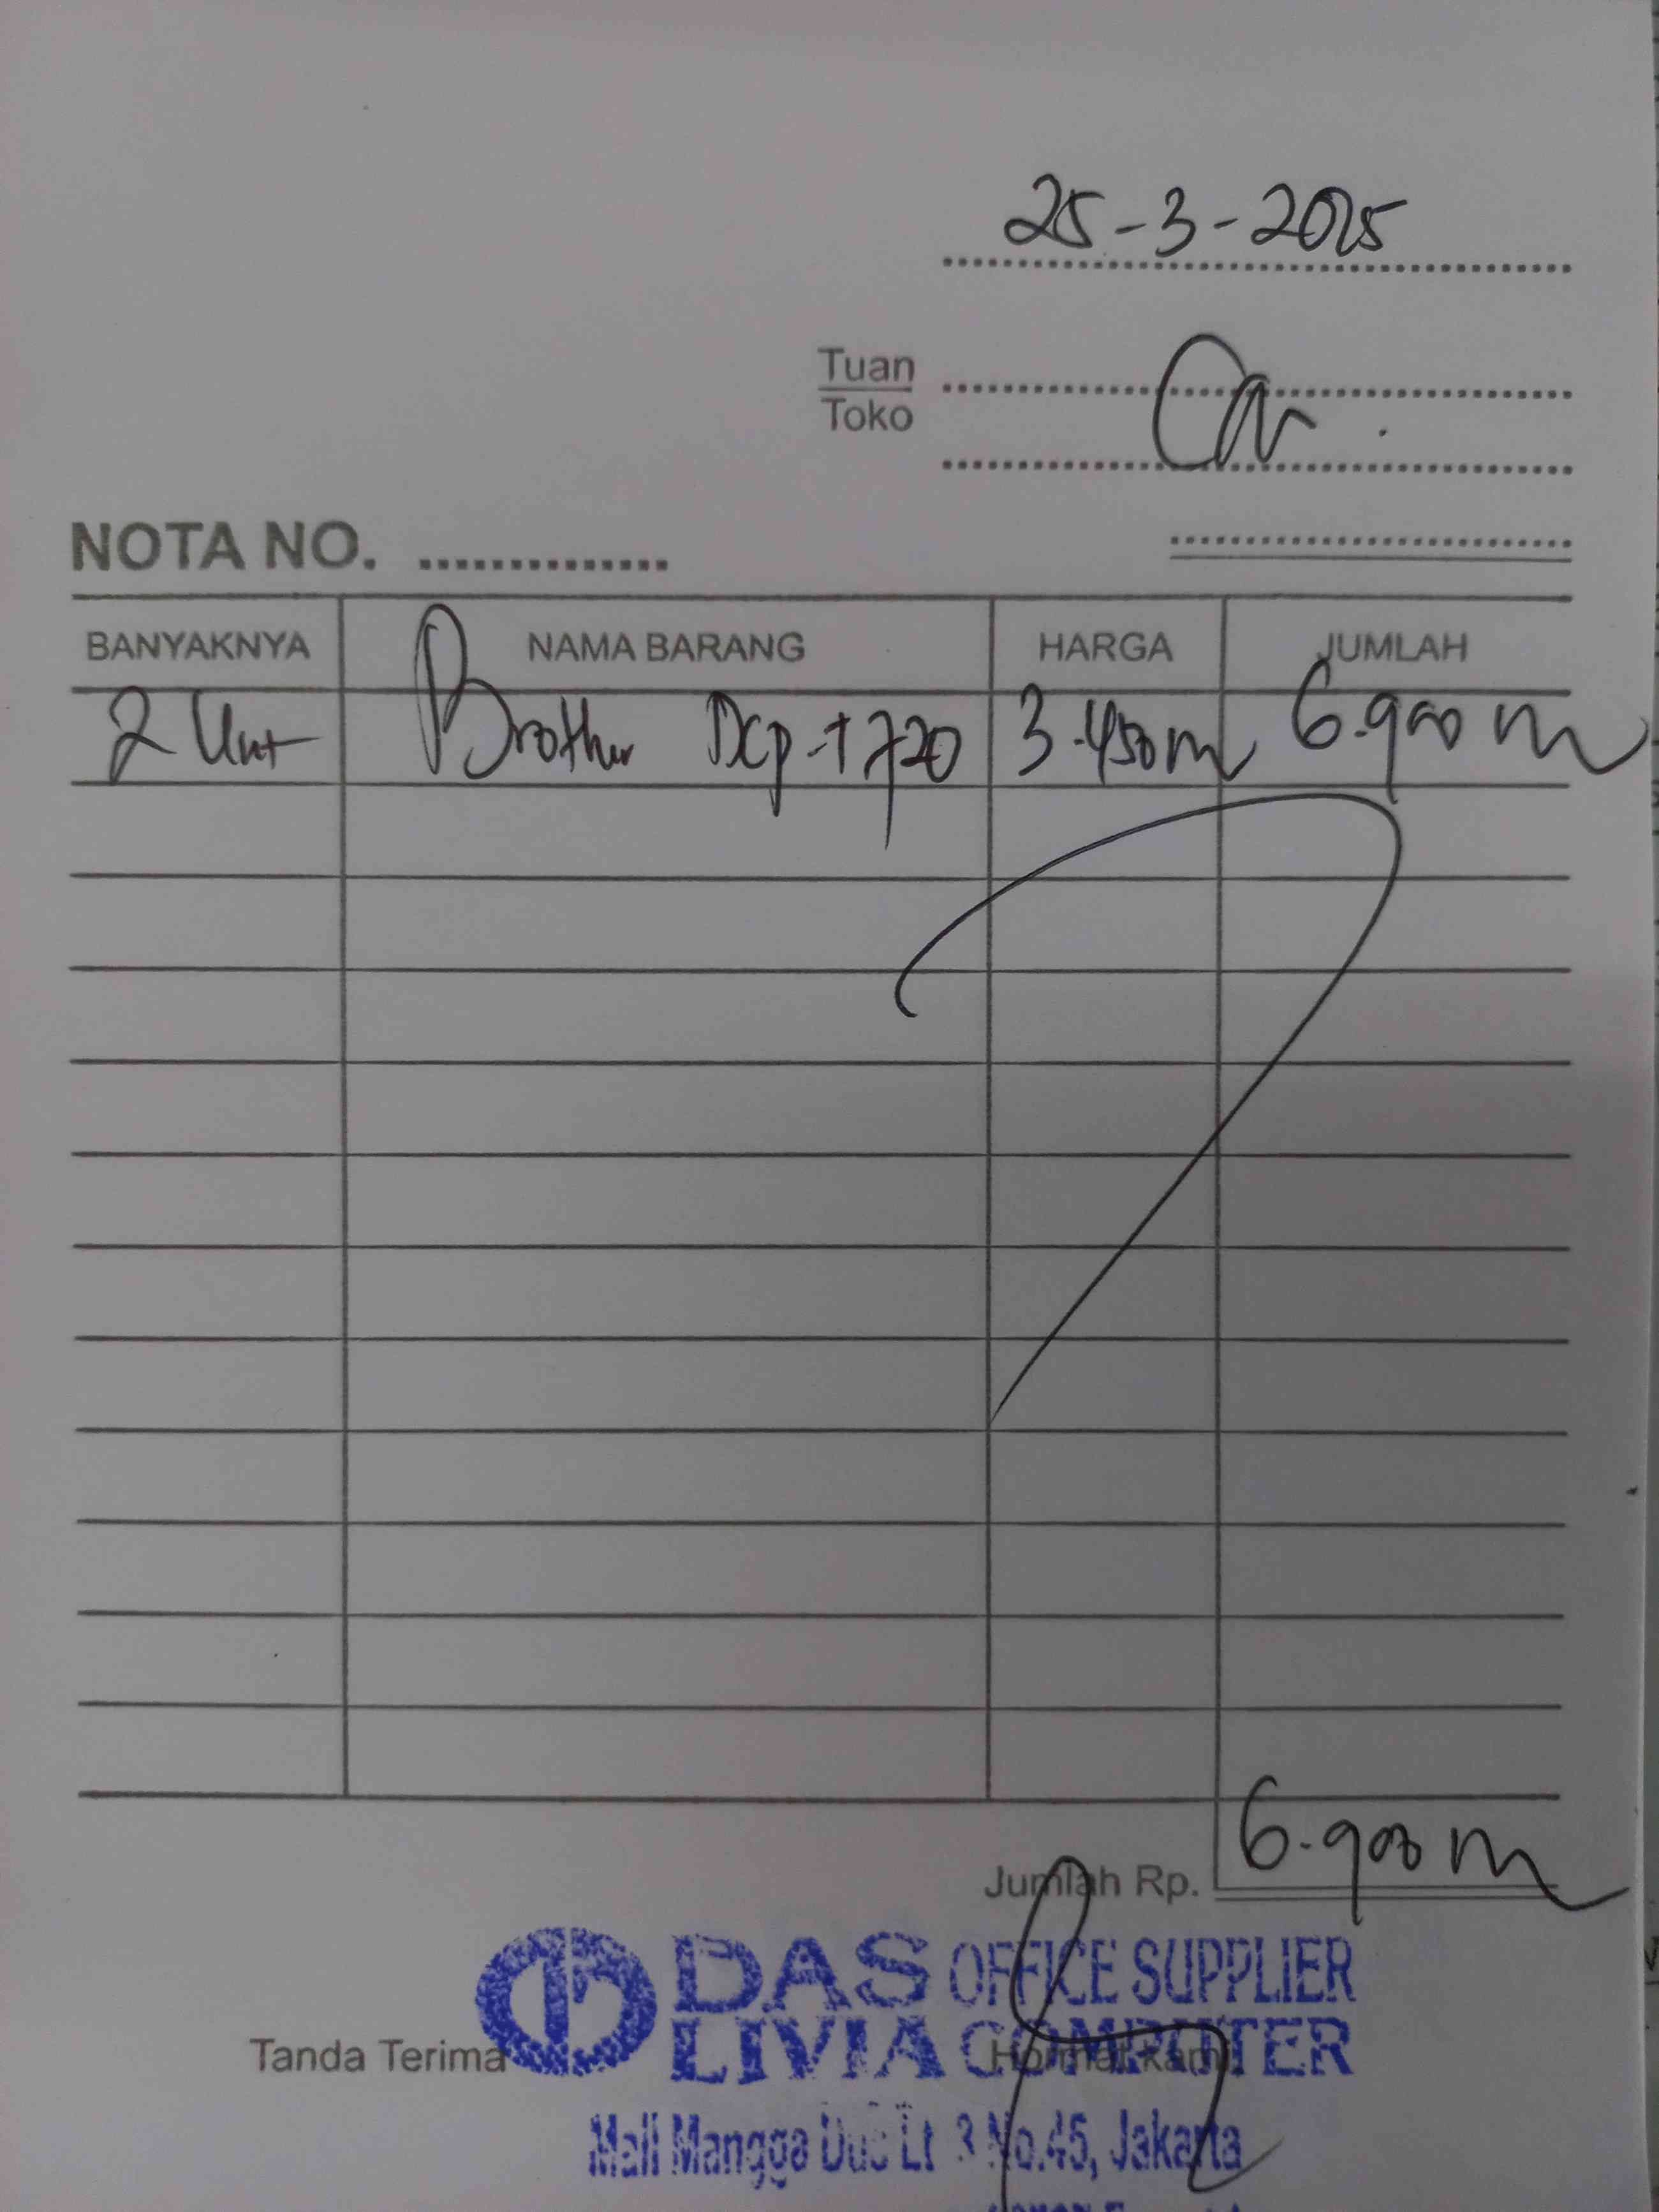 25-3-2025
Tuan
Toko
NOTA NO. ..............
BANYAKNYA NAMA BARANG HARGA JUMLAH
2 Unit Brother Dcp-T720 3.450 6.900
Jumlah Rp. 6.900
DAS OFFICE SUPPLIER
LIVIA COMPUTER
Tanda Terima Hormat kami
Mall Mangga Dua Lt 3 No.45, Jakarta